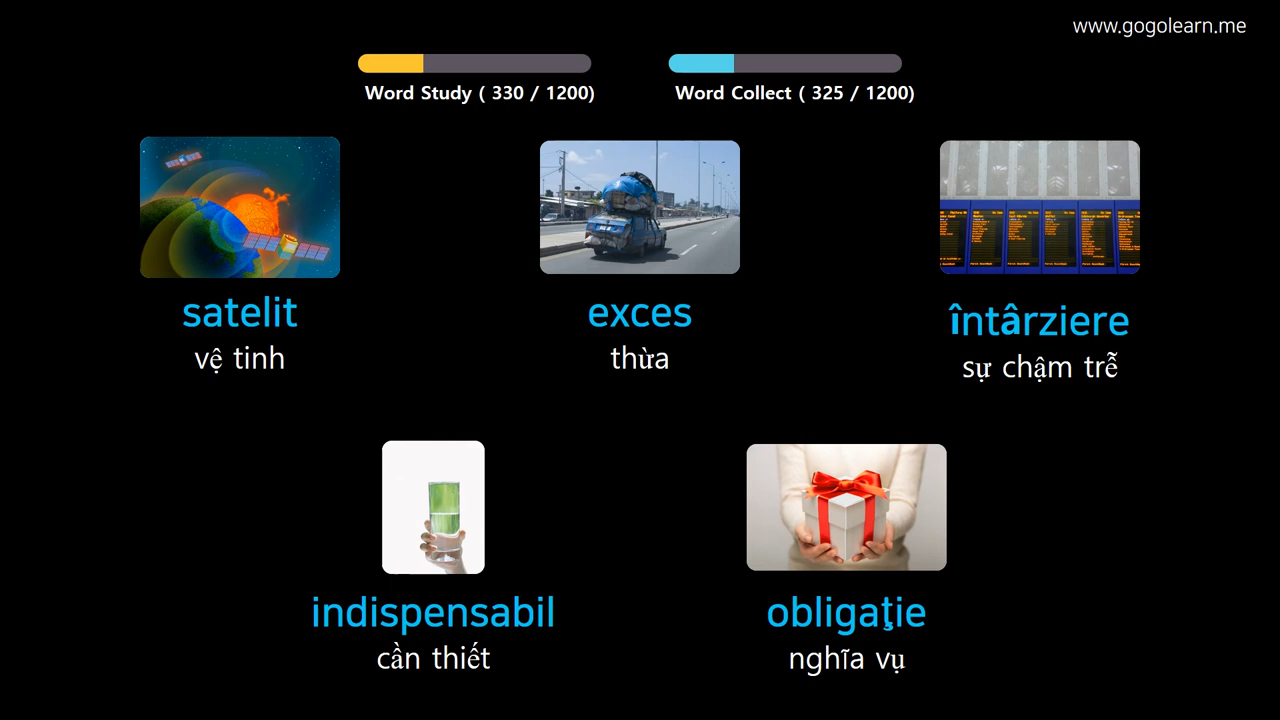 www.gogolearn.me
Word Study ( 330 / 1200)
Word Collect ( 325 / 1200)
satelit
vệ tinh
exces
thừa
întârziere
sự chậm trễ
indispensabil
cần thiết
obligaţie
nghĩa vụ